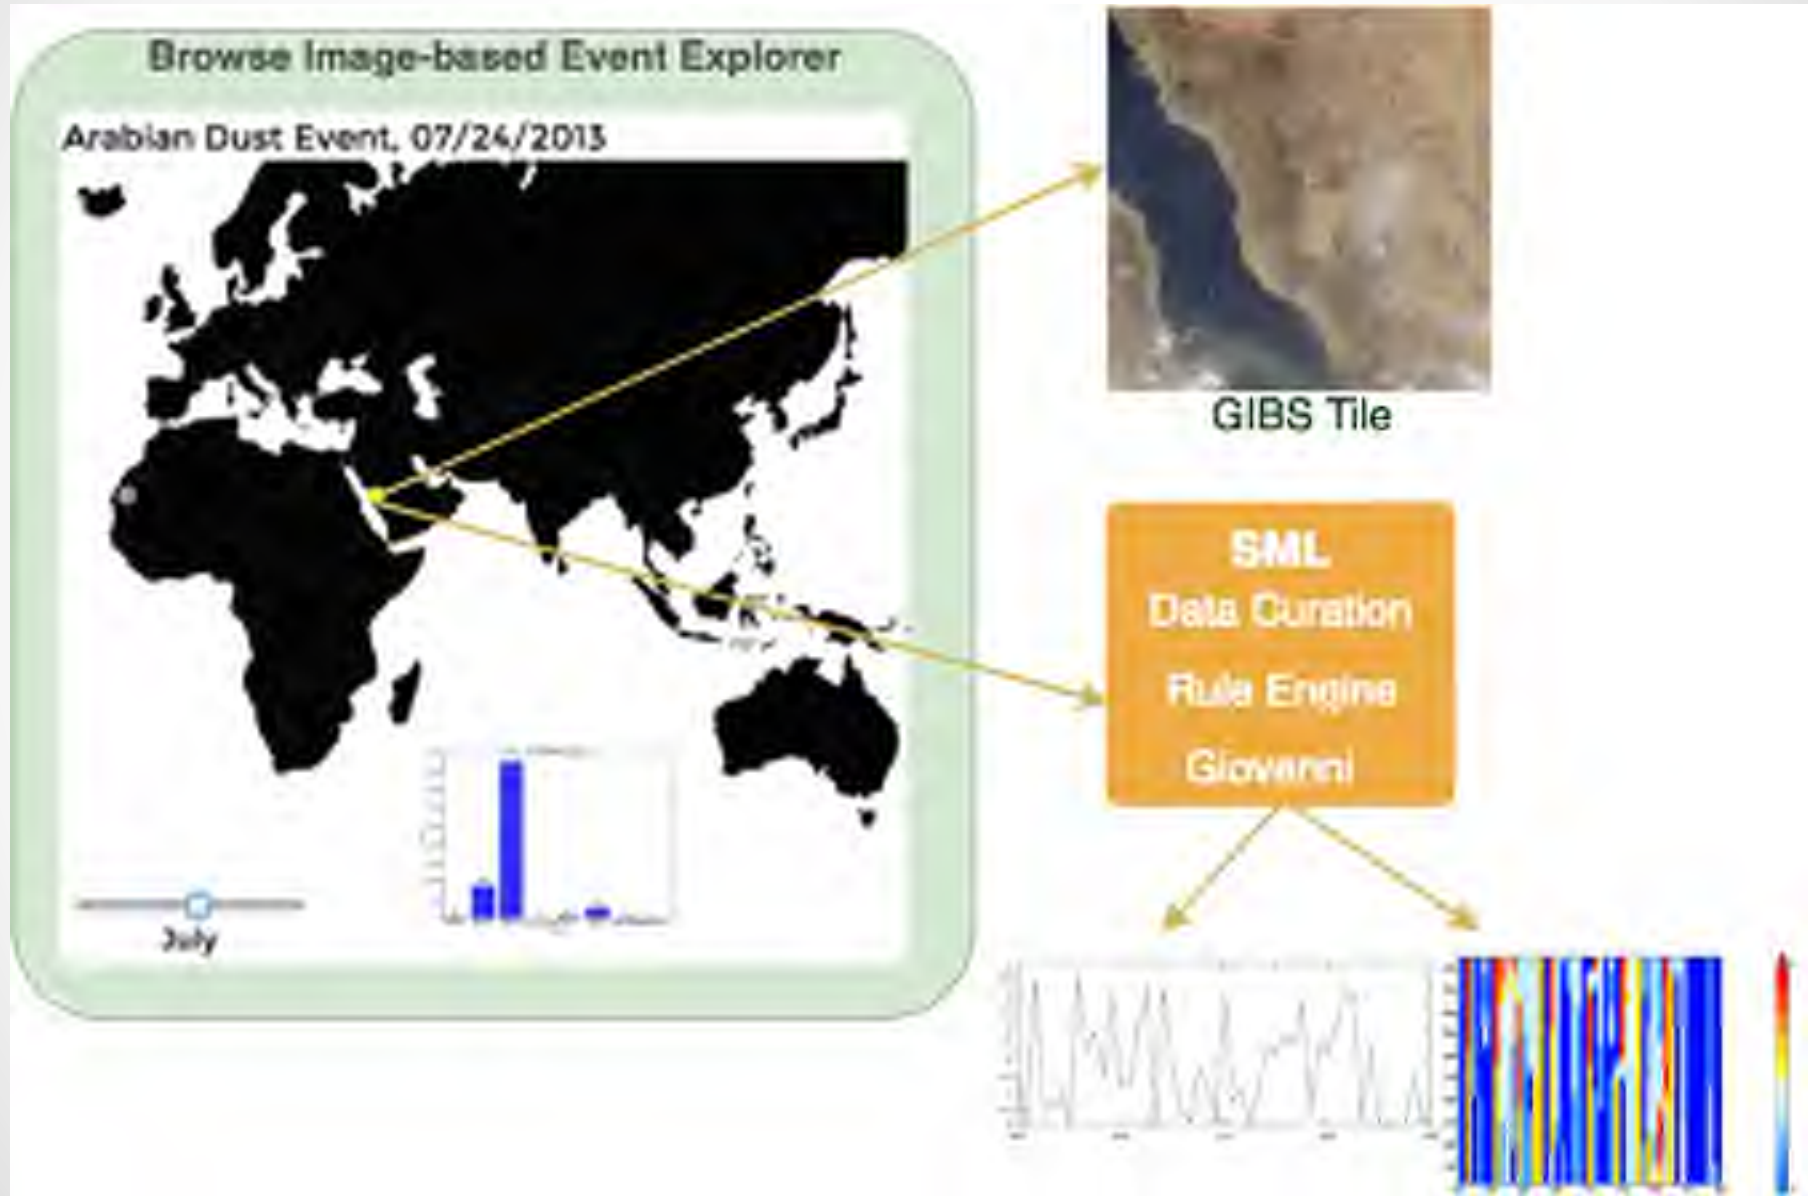 Browse Image-based Event Explorer
Arabian Dust Event, 07/24/2013
July
GIBS Tile
SML
Data Curation
Rule Engine
Giovanni